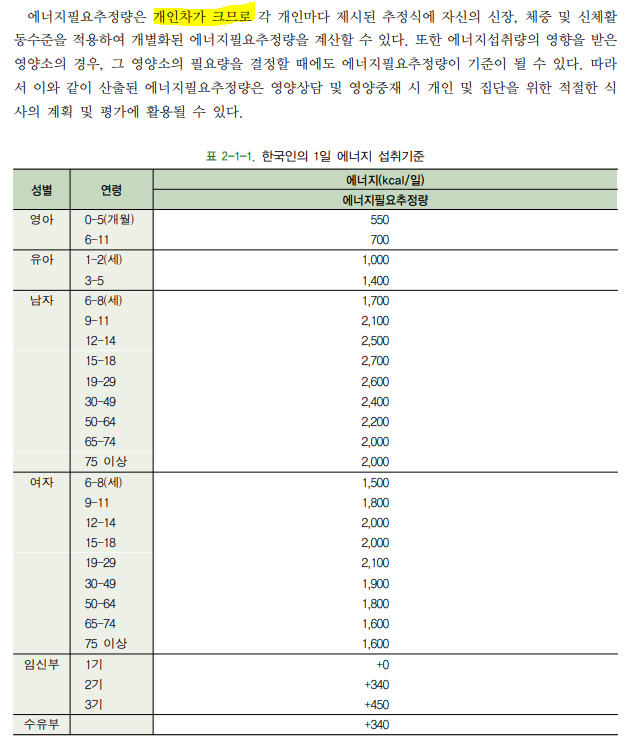 에너지필요추정량은 개인차가 크므로 각 개인마다 제시된 추정식에 자신의 신장, 체중 및 신체활
동수준을 적용하여 개별화된 에너지필요추정량을 계산할 수 있다. 또한 에너지섭취량의 영향을 받은
영양소의 경우, 그 영양소의 필요량을 결정할 때에도 에너지필요추정량이 기준이 될 수 있다. 따라
서 이와 같이 산출된 에너지필요추정량은 영양상담 및 영양중재 시 개인 및 집단을 위한 적절한 식
사의 계획 및 평가에 활용될 수 있다.
표 2-1-1. 한국인의 1일 에너지 섭취기준
성별 연령 에너지(kcal/일)
에너지필요추정량
영아 0-5(개월) 550
6-11 700
유아 1-2(세) 1,000
3-5 1,400
남자 6-8(세) 1,700
9-11 2,100
12-14 2,500
15-18 2,700
19-29 2,600
30-49 2,400
50-64 2,200
65-74 2,000
75 이상 2,000
여자 6-8(세) 1,500
9-11 1,800
12-14 2,000
15-18 2,000
19-29 2,100
30-49 1,900
50-64 1,800
65-74 1,600
75 이상 1,600
임신부 1기 +0
2기 +340
3기 +450
수유부 +340